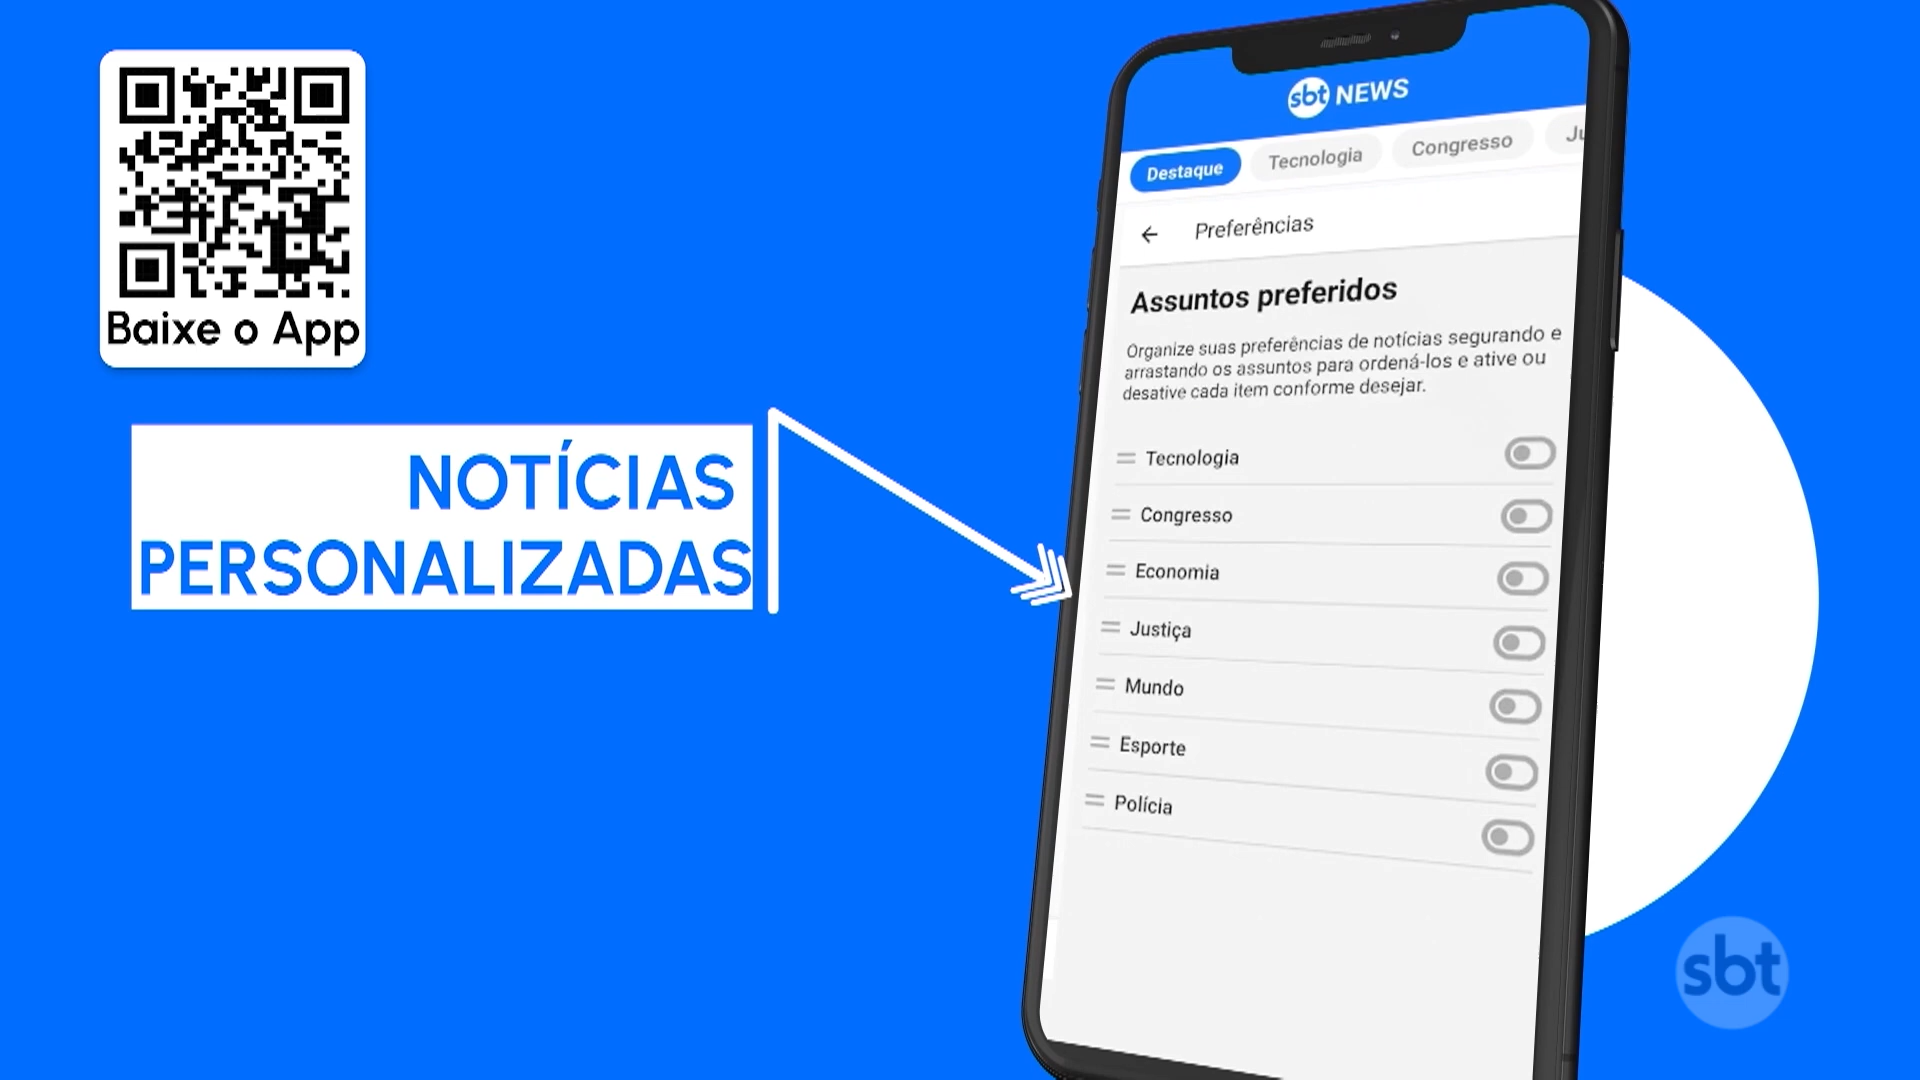 Baixe o App
NOTÍCIAS
PERSONALIZADAS
sbt NEWS
Destaque
Tecnologia
Congresso
Preferências
Assuntos preferidos
Organize suas preferências de notícias segurando e
arrastando os assuntos para ordená-los e ative ou
desative cada item conforme desejar.
Tecnologia
Congresso
Economia
Justiça
Mundo
Esporte
Polícia
sbt